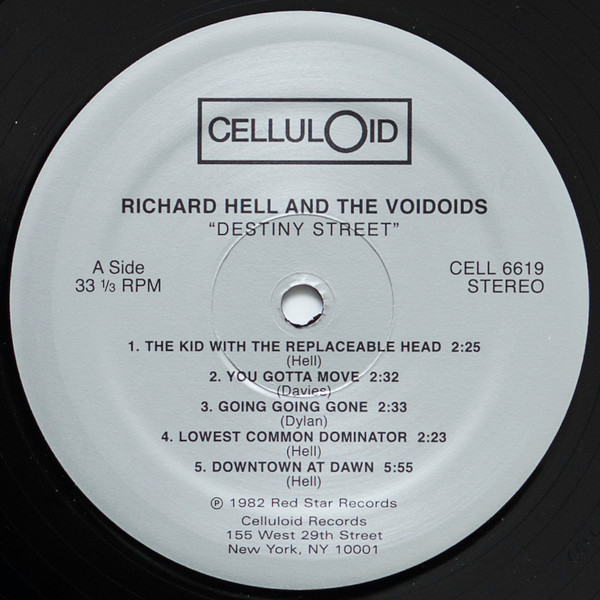 CELLULOID
RICHARD HELL AND THE VOIDOIDS
“DESTINY STREET”
A Side
33 ⅓ RPM
CELL 6619
STEREO
1. THE KID WITH THE REPLACEABLE HEAD 2:25
(Hell)
2. YOU GOTTA MOVE 2:32
(Davies)
3. GOING GOING GONE 2:33
(Dylan)
4. LOWEST COMMON DOMINATOR 2:23
(Hell)
5. DOWNTOWN AT DAWN 5:55
(Hell)
℗ 1982 Red Star Records
Celluloid Records
155 West 29th Street
New York, NY 10001